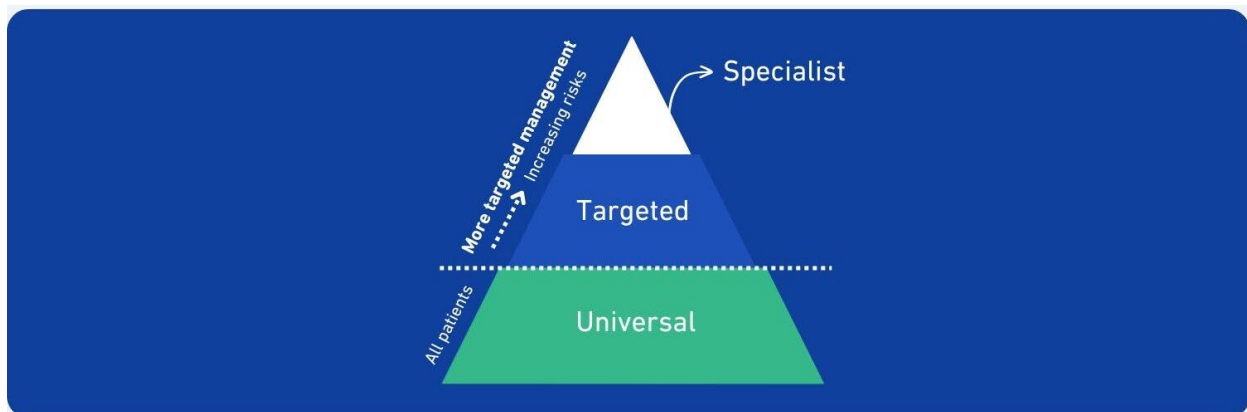 More targeted management
Increasing risks
Specialist
Targeted
All patients
Universal